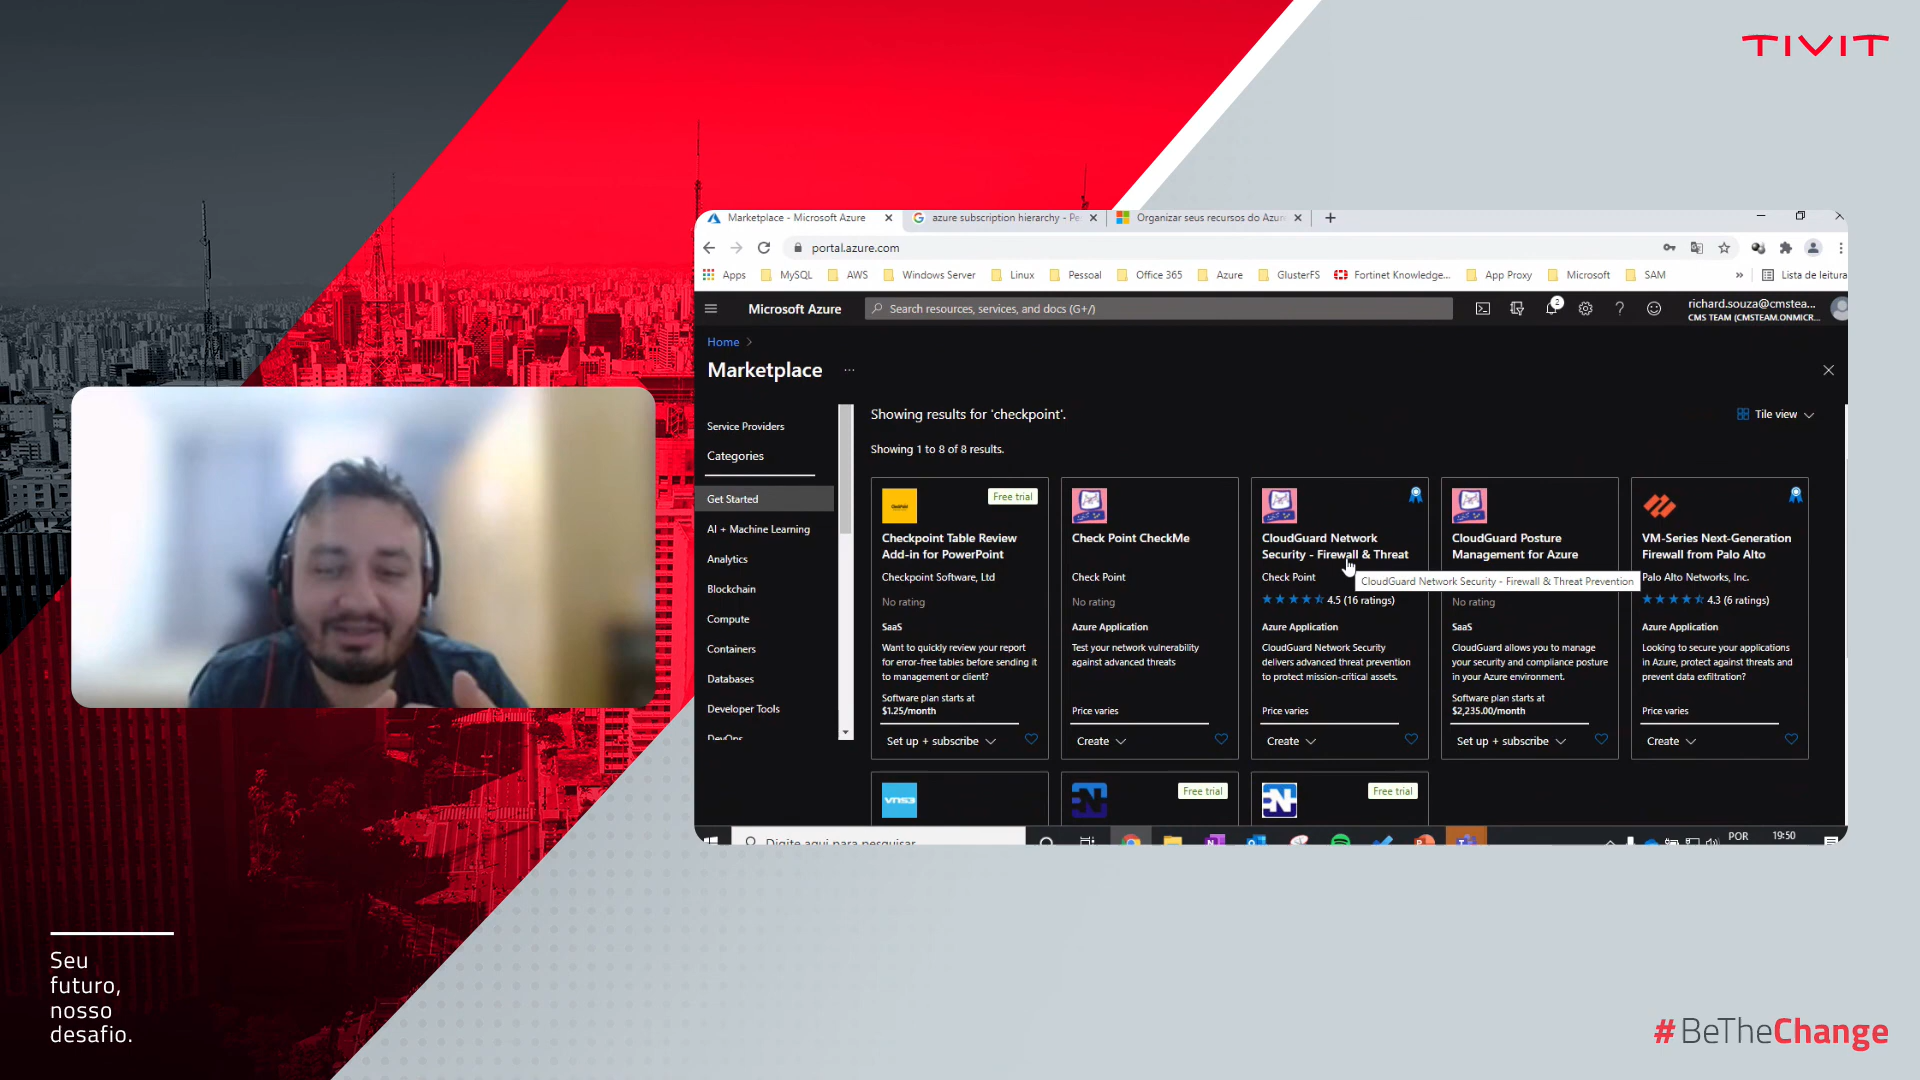 TIVIT
Marketplace - Microsoft Azure
azure subscription hierarchy - Pe
Organizar seus recursos do Azur
portal.azure.com
Apps MySQL AWS Windows Server Linux Pessoal Office 365 Azure GlusterFS Fortinet Knowledge... App Proxy Microsoft SAM » Lista de leitura
Microsoft Azure
Search resources, services, and docs (G+/)
2
richard.souza@cmstea...
CMS TEAM (CMSTEAM.ONMICR...
Home >
Marketplace ...
Service Providers
Categories
Get Started
AI + Machine Learning
Analytics
Blockchain
Compute
Containers
Databases
Developer Tools
DevOps
Showing results for 'checkpoint'.
Tile view
Showing 1 to 8 of 8 results.
Free trial
Checkpoint Table Review
Add-in for PowerPoint
Checkpoint Software, Ltd
No rating
SaaS
Want to quickly review your report
for error-free tables before sending it
to management or client?
Software plan starts at
$1.25/month
Set up + subscribe
Check Point CheckMe
Check Point
No rating
Azure Application
Test your network vulnerability
against advanced threats
Price varies
Create
CloudGuard Network
Security - Firewall & Threat
Check Point
CloudGuard Network Security - Firewall & Threat Prevention
4.5 (16 ratings)
Azure Application
CloudGuard Network Security
delivers advanced threat prevention
to protect mission-critical assets.
Price varies
Create
CloudGuard Posture
Management for Azure
No rating
SaaS
CloudGuard allows you to manage
your security and compliance posture
in your Azure environment.
Software plan starts at
$2,235.00/month
Set up + subscribe
VM-Series Next-Generation
Firewall from Palo Alto
Palo Alto Networks, Inc.
4.3 (6 ratings)
Azure Application
Looking to secure your applications
in Azure, protect against threats and
prevent data exfiltration?
Price varies
Create
vns3
Free trial
Free trial
Digite aqui para pesquisar
POR 19:50
Seu
futuro,
nosso
desafio.
#BeTheChange